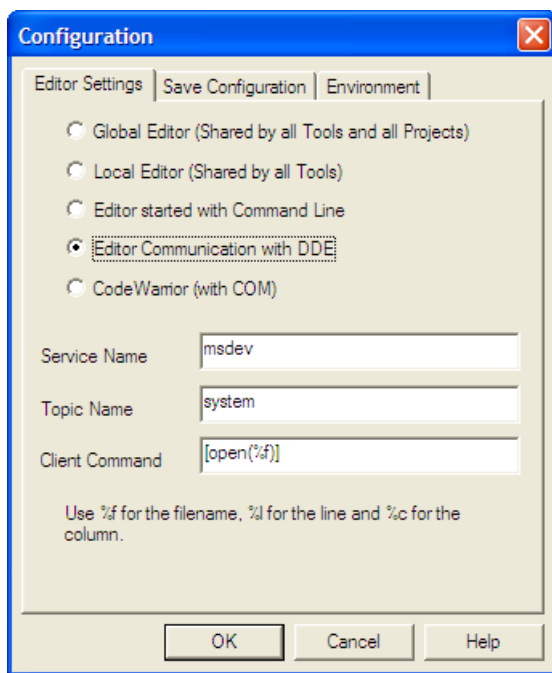 Configuration
Editor Settings
Save Configuration
Environment
Global Editor (Shared by all Tools and all Projects)
Local Editor (Shared by all Tools)
Editor started with Command Line
Editor Communication with DDE
CodeWarrior (with COM)
Service Name
msdev
Topic Name
system
Client Command
[open(%f)]
Use %f for the filename, %l for the line and %c for the
column.
OK
Cancel
Help